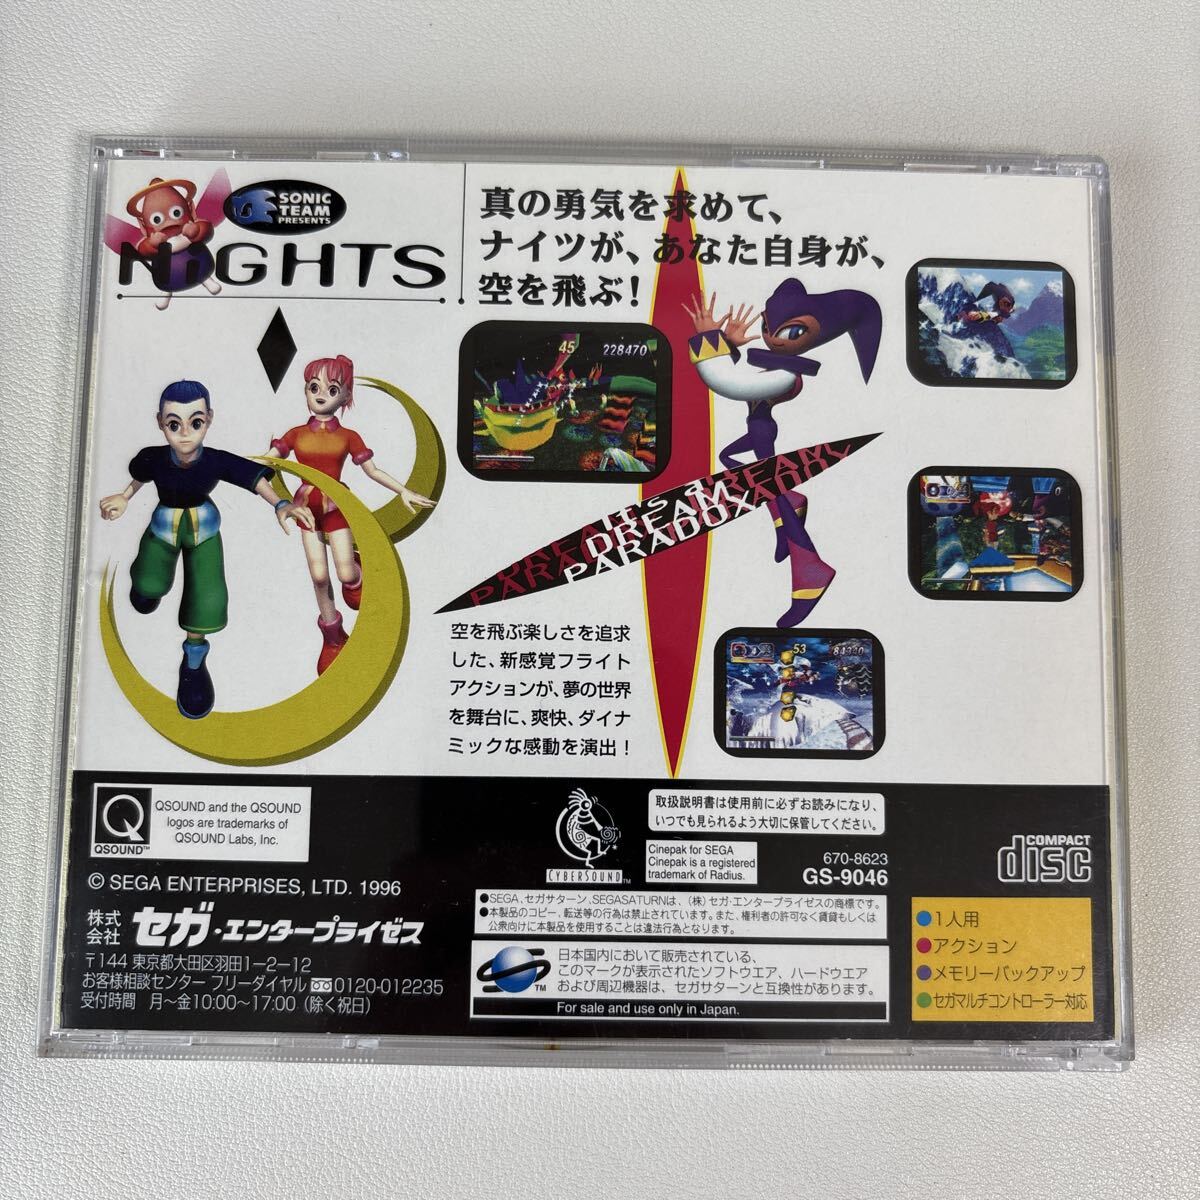 SONIC
TEAM
PRESENTS
NiGHTS
真の勇気を求めて、
ナイツが、あなた自身が、
空を飛ぶ！
45
228470
IT'S A
DREAM
PARADOX
空を飛ぶ楽しさを追求
した、新感覚フライト
アクションが、夢の世界
を舞台に、爽快、ダイナ
ミックな感動を演出！
53
QSOUND™
QSOUND and the QSOUND
logos are trademarks of
QSOUND Labs, Inc.
© SEGA ENTERPRISES, LTD. 1996
株式会社 セガ・エンタープライゼス
〒144 東京都大田区羽田1-2-12
お客様相談センター フリーダイヤル 0120-012235
受付時間 月〜金10:00〜17:00（除く祝日）
CYBERSOUND™
取扱説明書は使用前に必ずお読みになり、
いつでも見られるよう大切に保管してください。
Cinepak for SEGA
Cinepak is a registered
trademark of Radius.
670-8623
GS-9046
COMPACT
disc
●SEGA、セガサターン、SEGASATURNは、（株）セガ・エンタープライゼスの商標です。
●本製品のコピー、転送等の行為は禁止されています。また、権利者の許可なく賃貸もしくは
公衆向けに本製品を使用することは違法行為となります。
TM
日本国内において販売されている、
このマークが表示されたソフトウエア、ハードウエア
および周辺機器は、セガサターンと互換性があります。
For sale and use only in Japan.
●1人用
●アクション
●メモリーバックアップ
●セガマルチコントローラー対応